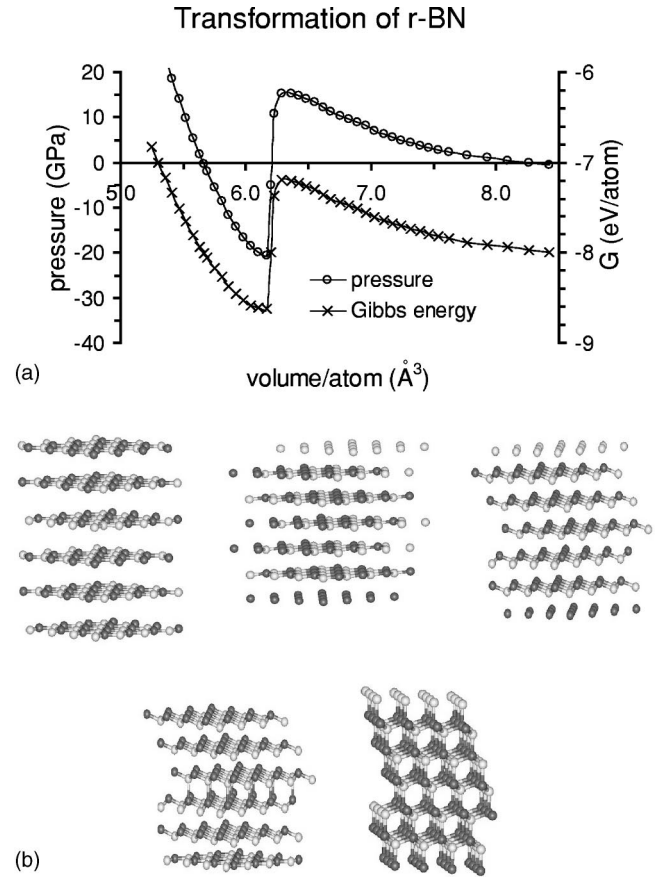 Transformation of r-BN
20 -6
10
0 -7
5.0 6.0 7.0 8.0
-10
-20 -8
-30
-40 -9
pressure (GPa)
G (eV/atom)
pressure
Gibbs energy
(a)
volume/atom (Å³)
(b)